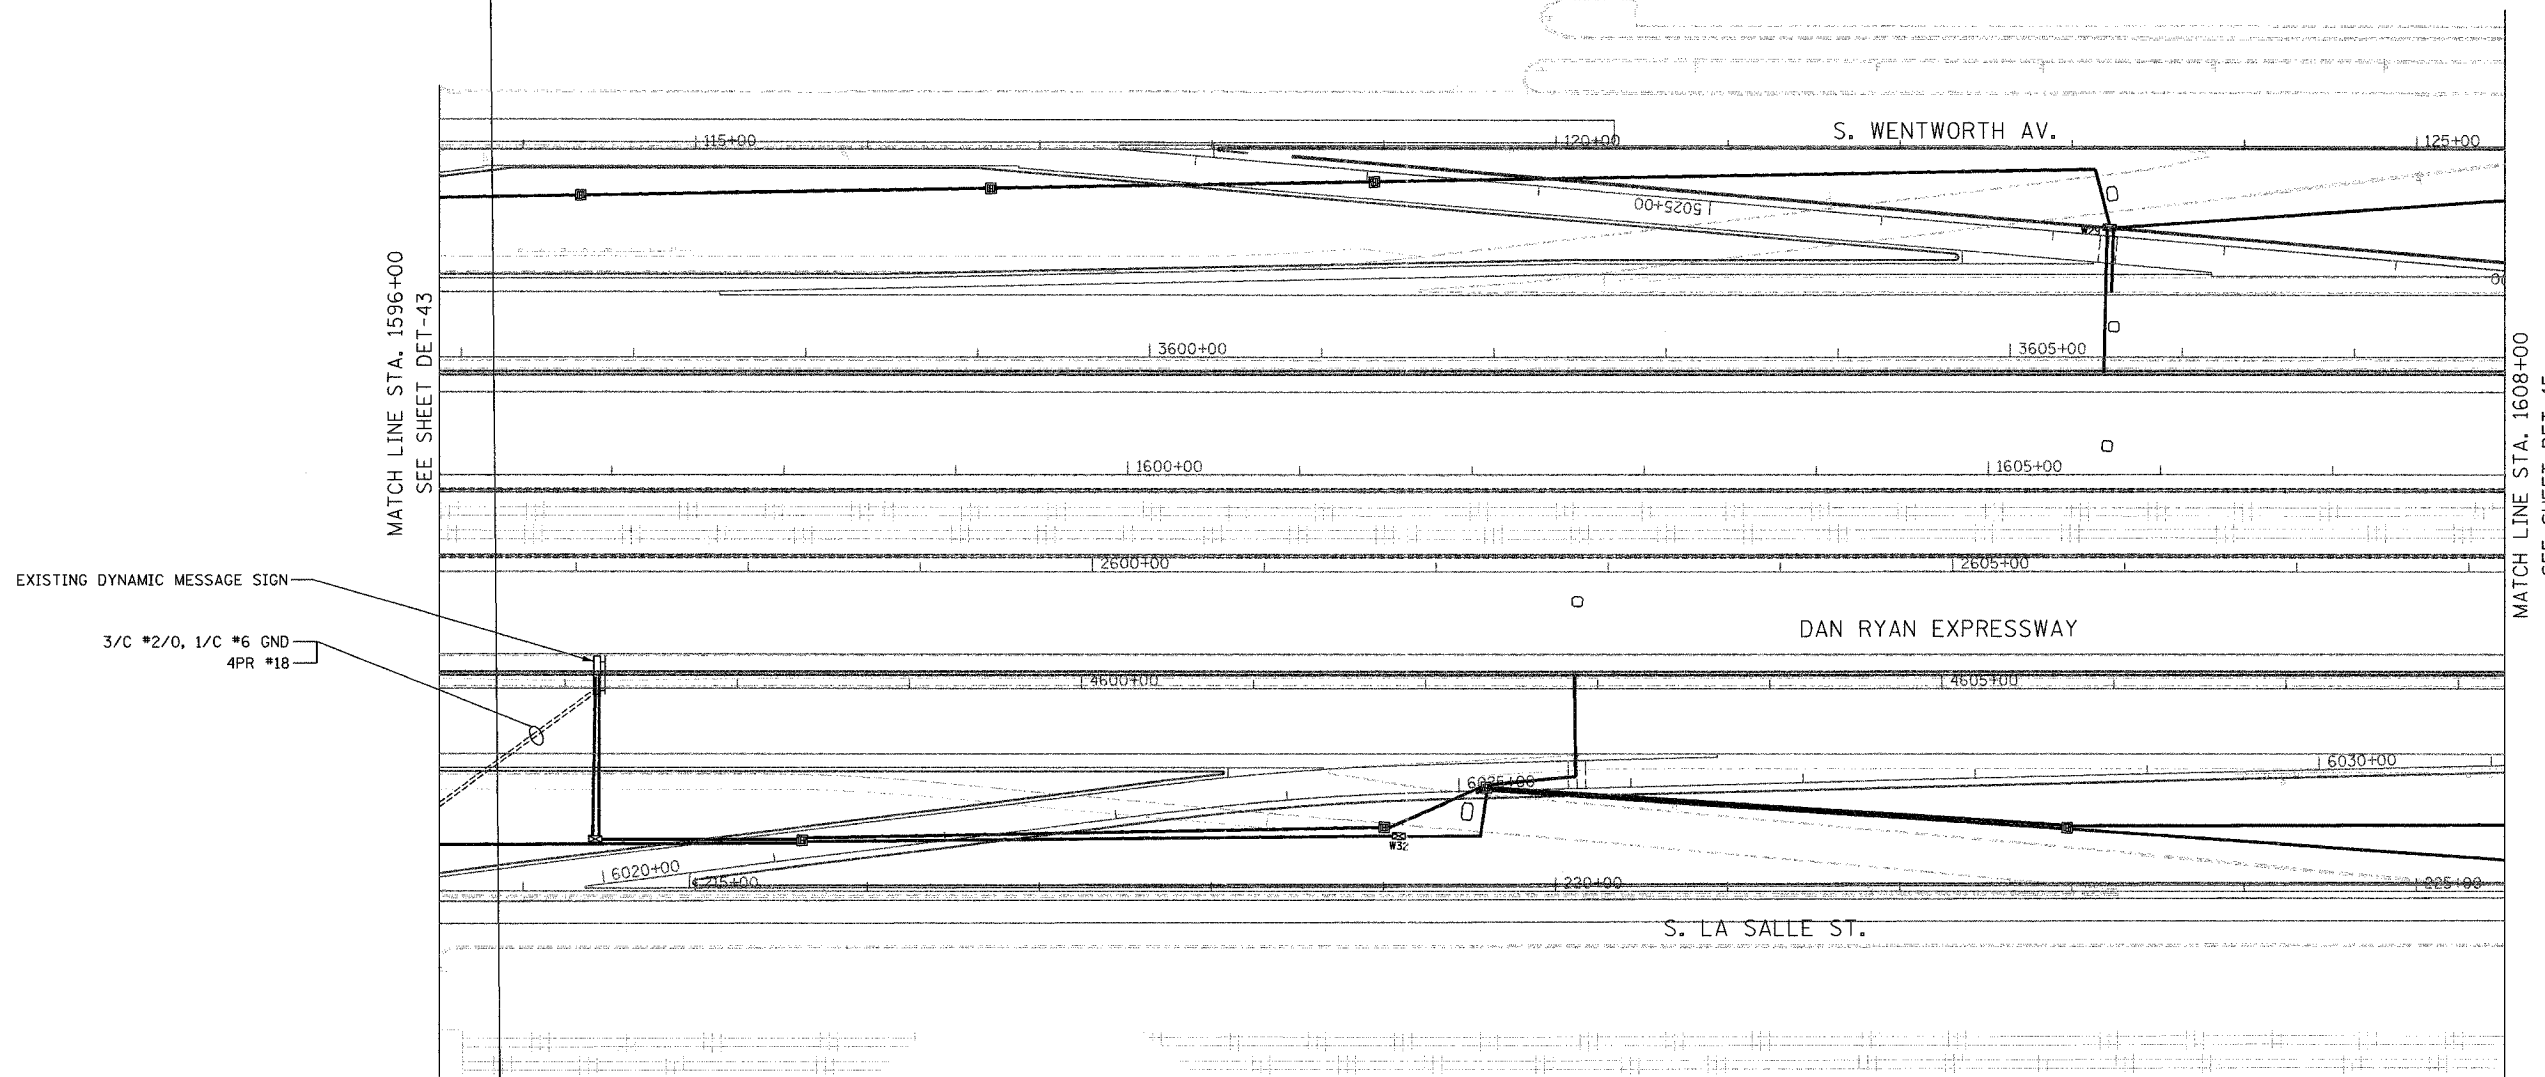 S. WENTWORTH AV.
115+00
120+00
125+00
5025+00
W29
MATCH LINE STA. 1596+00
SEE SHEET DET-43
3600+00
3605+00
1600+00
1605+00
MATCH LINE STA. 1608+00
2600+00
2605+00
EXISTING DYNAMIC MESSAGE SIGN
3/C #2/0, 1/C #6 GND
4PR #18
DAN RYAN EXPRESSWAY
4600+00
4605+00
6025+00
6030+00
W32
6020+00
215+00
220+00
225+00
S. LA SALLE ST.